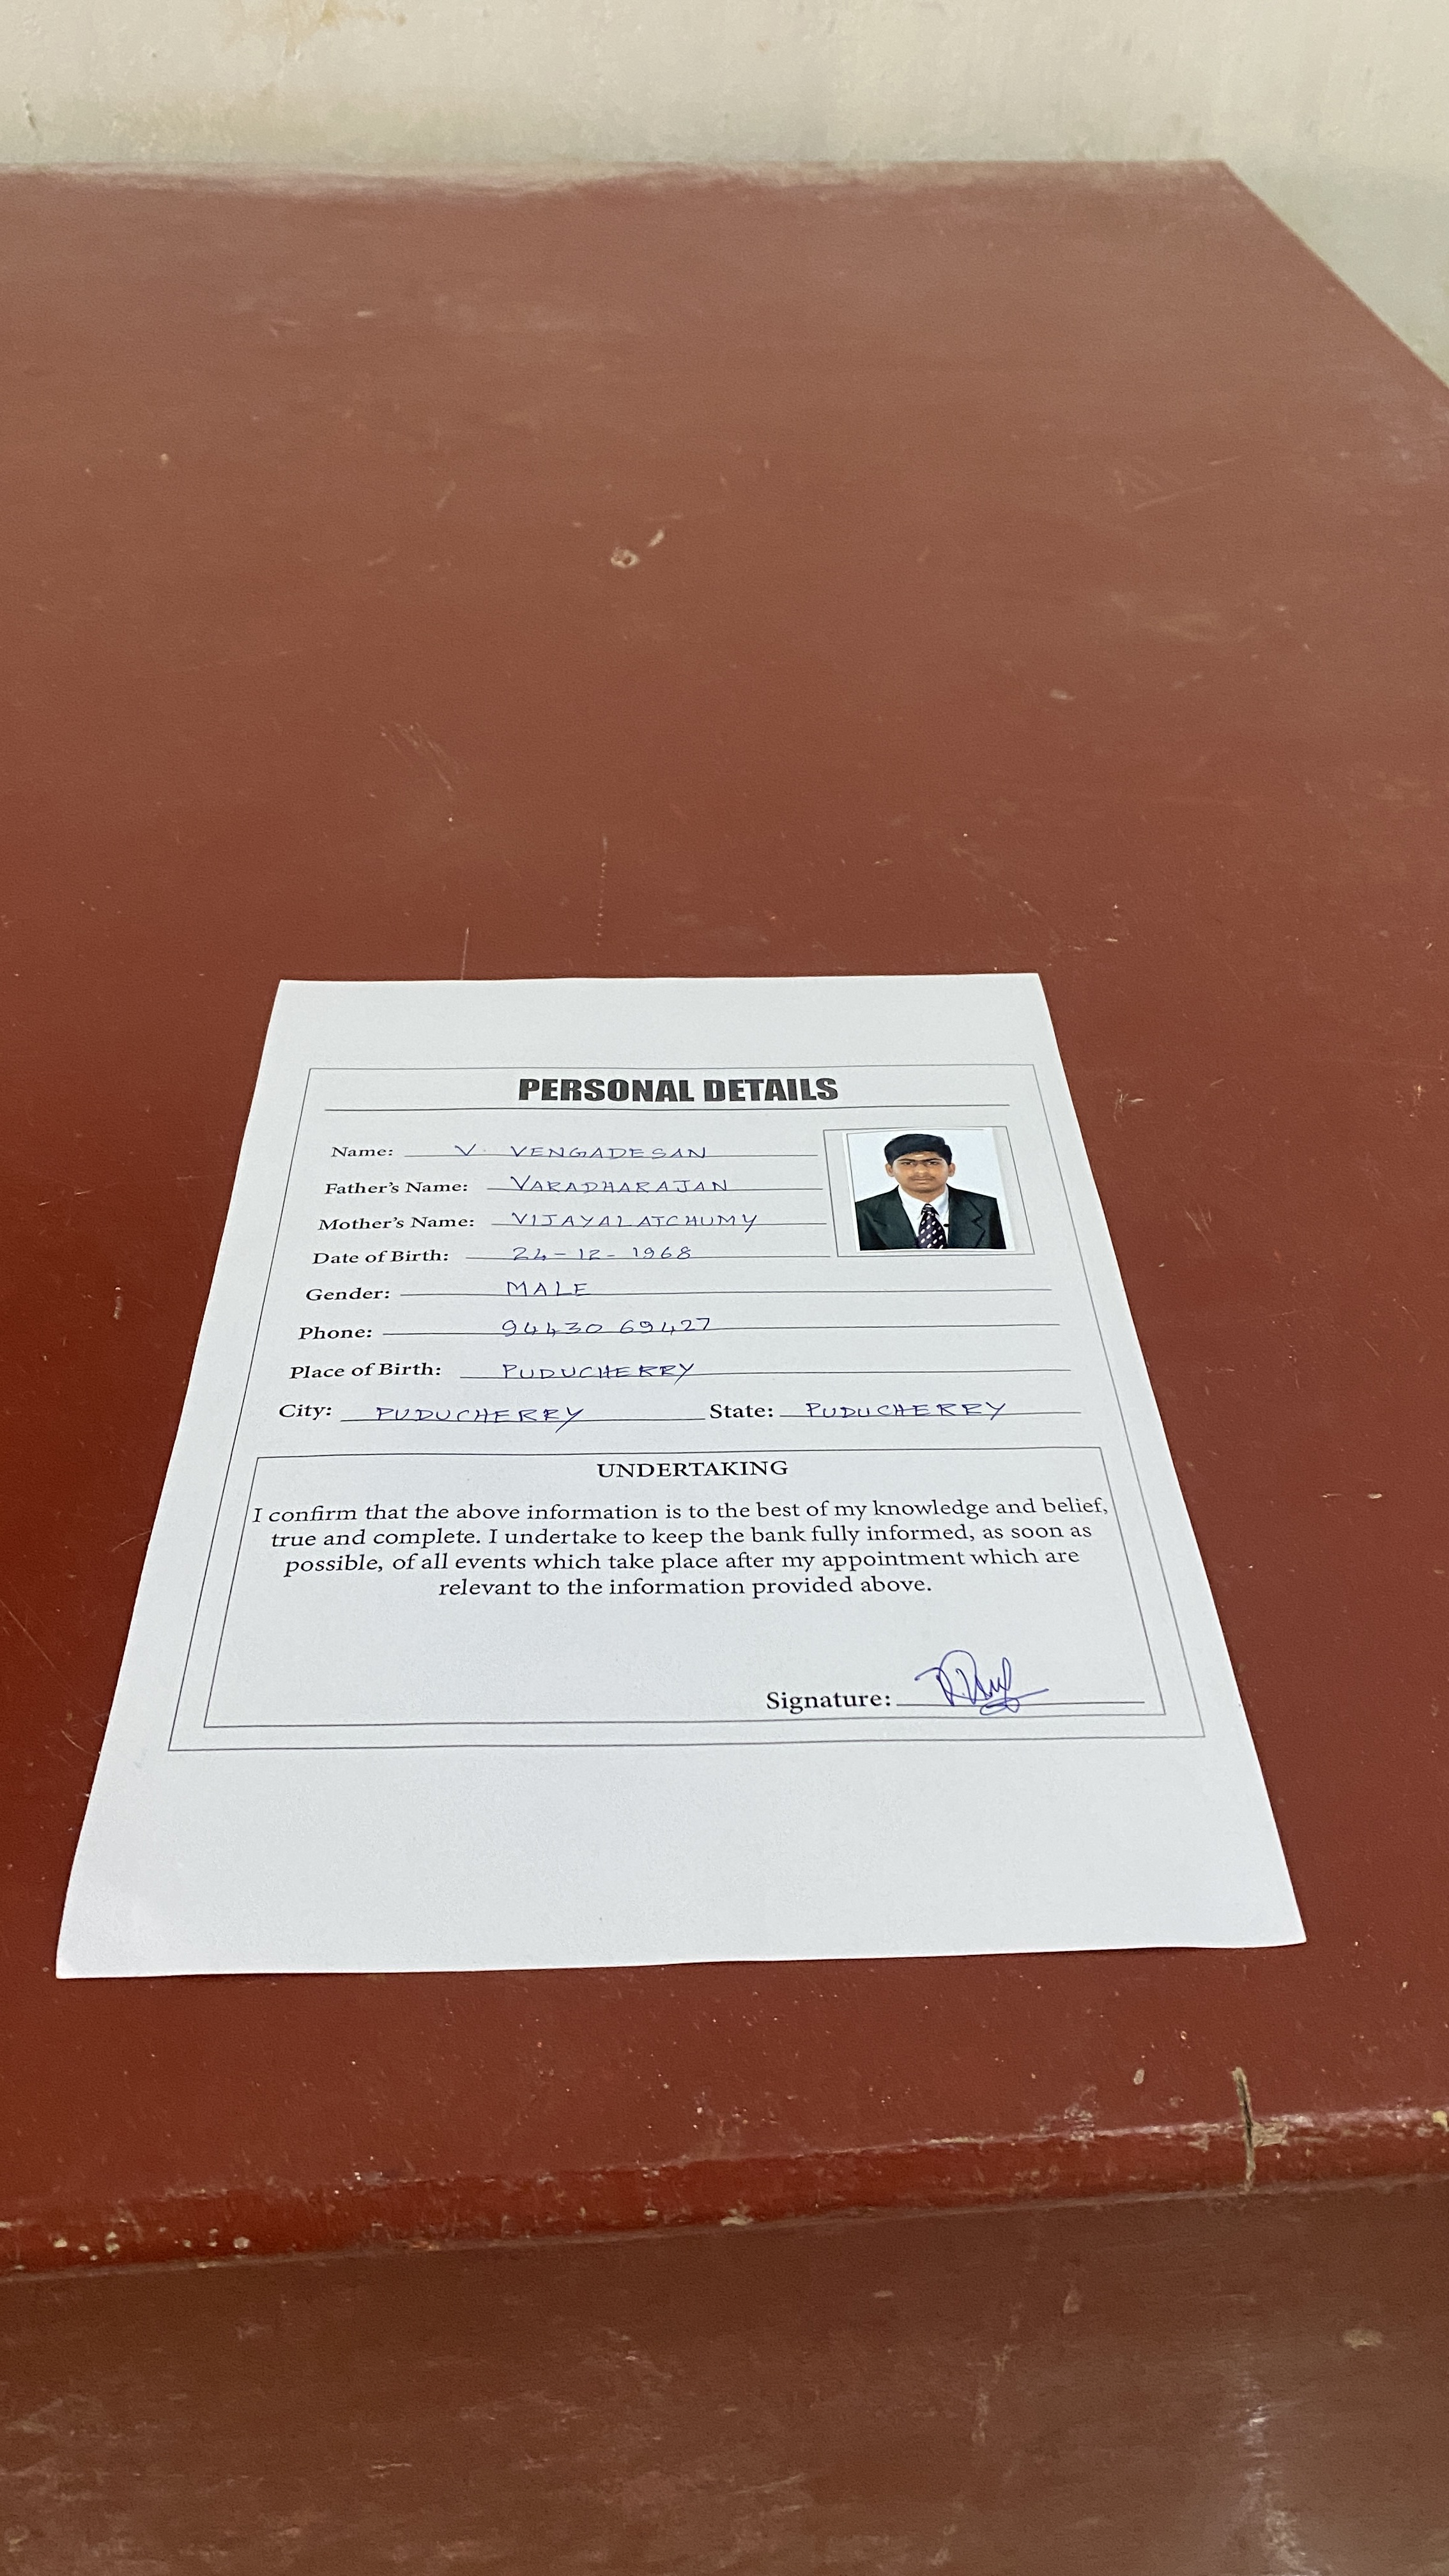 PERSONAL DETAILS
Name: V. VENGADESAN
Father's Name: VARADHARAJAN
Mother's Name: VIJAYALATCHUMY
Date of Birth: 24-12-1968
Gender: MALE
Phone: 94430 69427
Place of Birth: PUDUCHERRY
City: PUDUCHERRY State: PUDUCHERRY
UNDERTAKING
I confirm that the above information is to the best of my knowledge and belief,
true and complete. I undertake to keep the bank fully informed, as soon as
possible, of all events which take place after my appointment which are
relevant to the information provided above.
Signature: